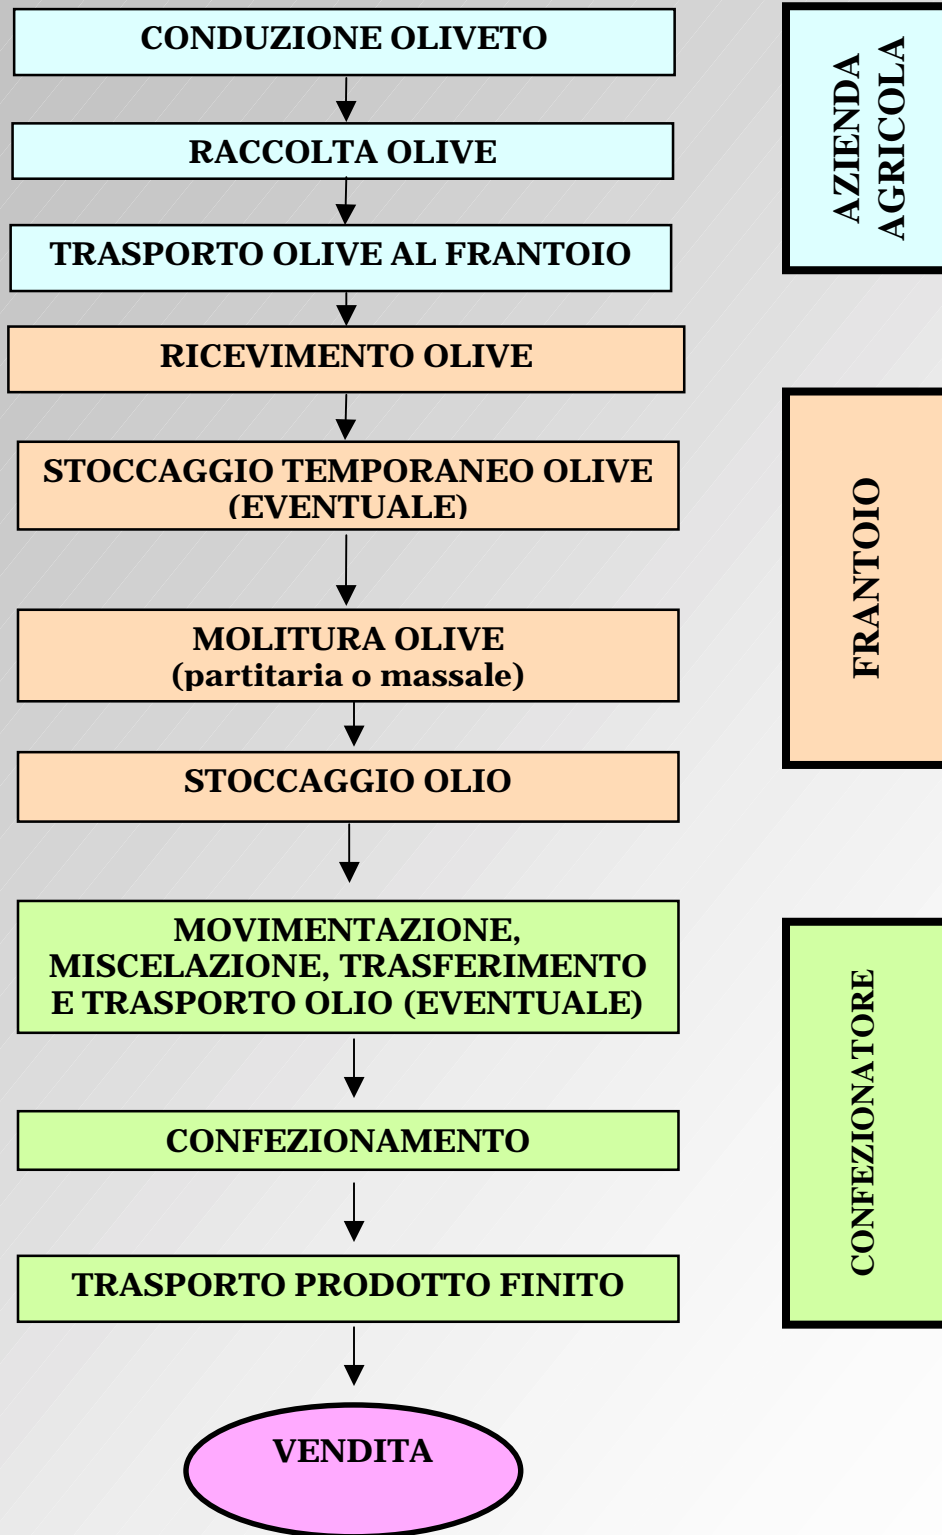 CONDUZIONE OLIVETO
RACCOLTA OLIVE
TRASPORTO OLIVE AL FRANTOIO
AZIENDA
AGRICOLA
RICEVIMENTO OLIVE
STOCCAGGIO TEMPORANEO OLIVE
(EVENTUALE)
MOLITURA OLIVE
(partitaria o massale)
STOCCAGGIO OLIO
FRANTOIO
MOVIMENTAZIONE,
MISCELAZIONE, TRASFERIMENTO
E TRASPORTO OLIO (EVENTUALE)
CONFEZIONAMENTO
TRASPORTO PRODOTTO FINITO
CONFEZIONATORE
VENDITA